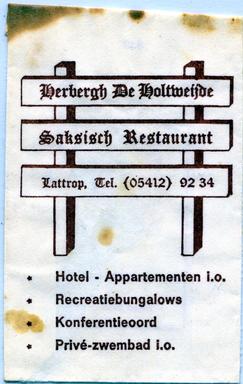 Herbergh De Holtweijde
Saksisch Restaurant
Lattrop, Tel. (05412) 92 34
* Hotel - Appartementen i.o.
* Recreatiebungalows
* Konferentieoord
* Privé-zwembad i.o.